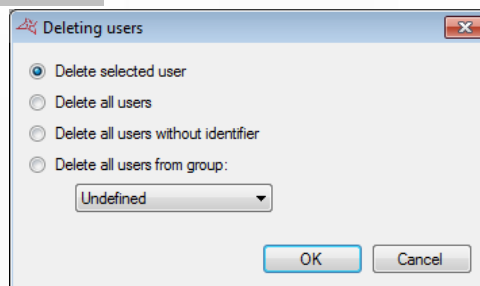 Deleting users
Delete selected user
Delete all users
Delete all users without identifier
Delete all users from group:
Undefined
OK Cancel